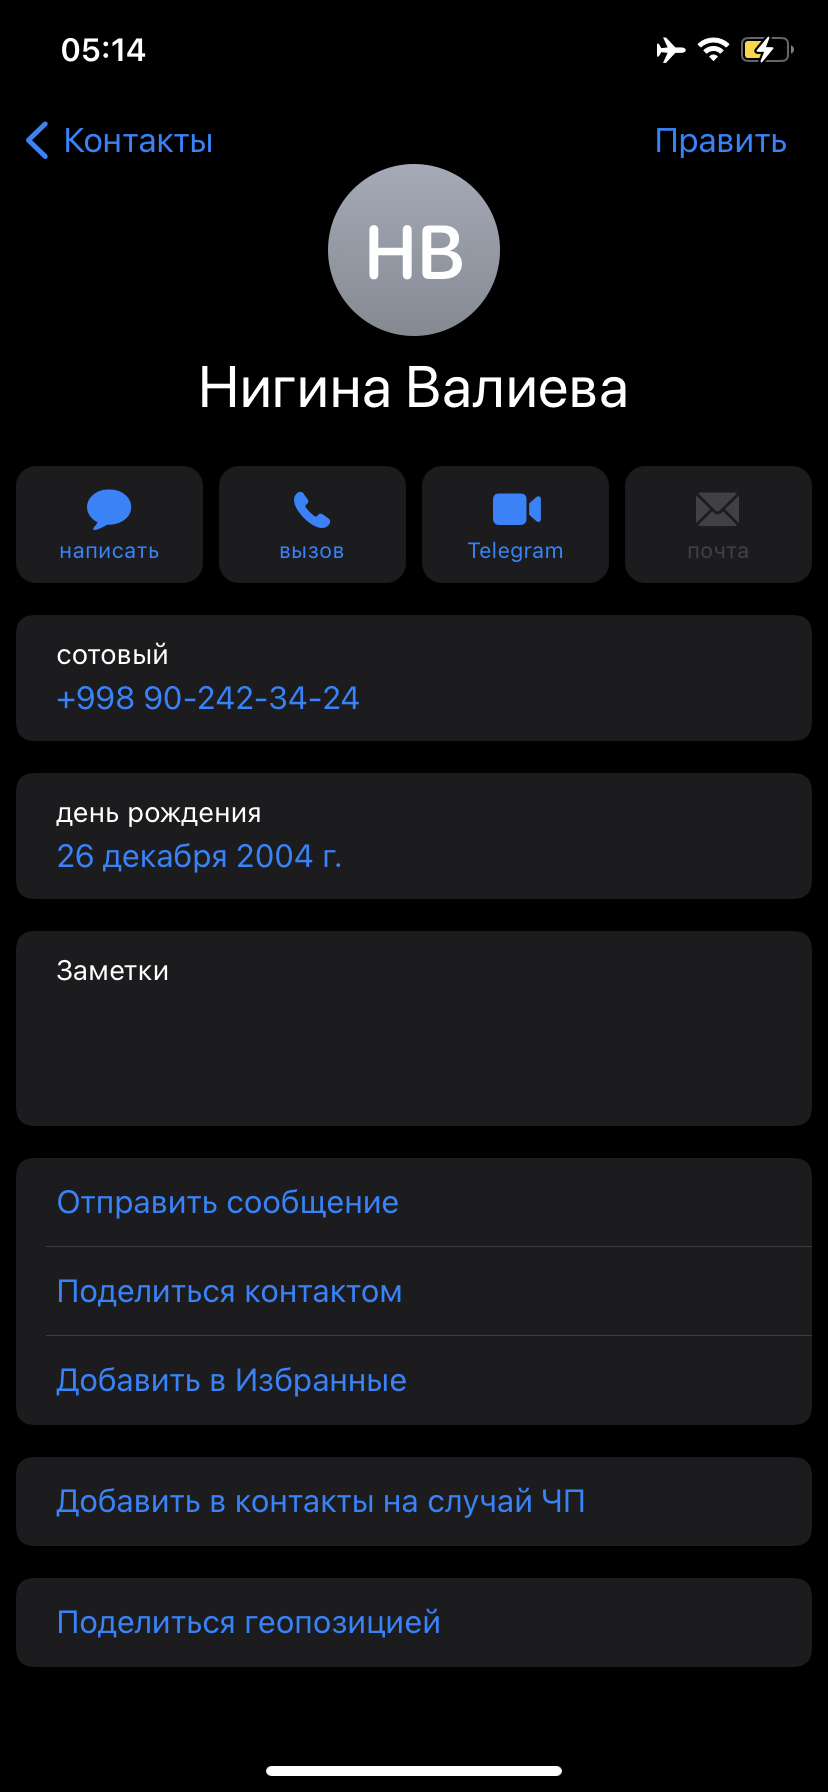 05:14
Контакты
Править
НВ
Нигина Валиева
написать
вызов
Telegram
почта
сотовый
+998 90-242-34-24
день рождения
26 декабря 2004 г.
Заметки
Отправить сообщение
Поделиться контактом
Добавить в Избранные
Добавить в контакты на случай ЧП
Поделиться геопозицией